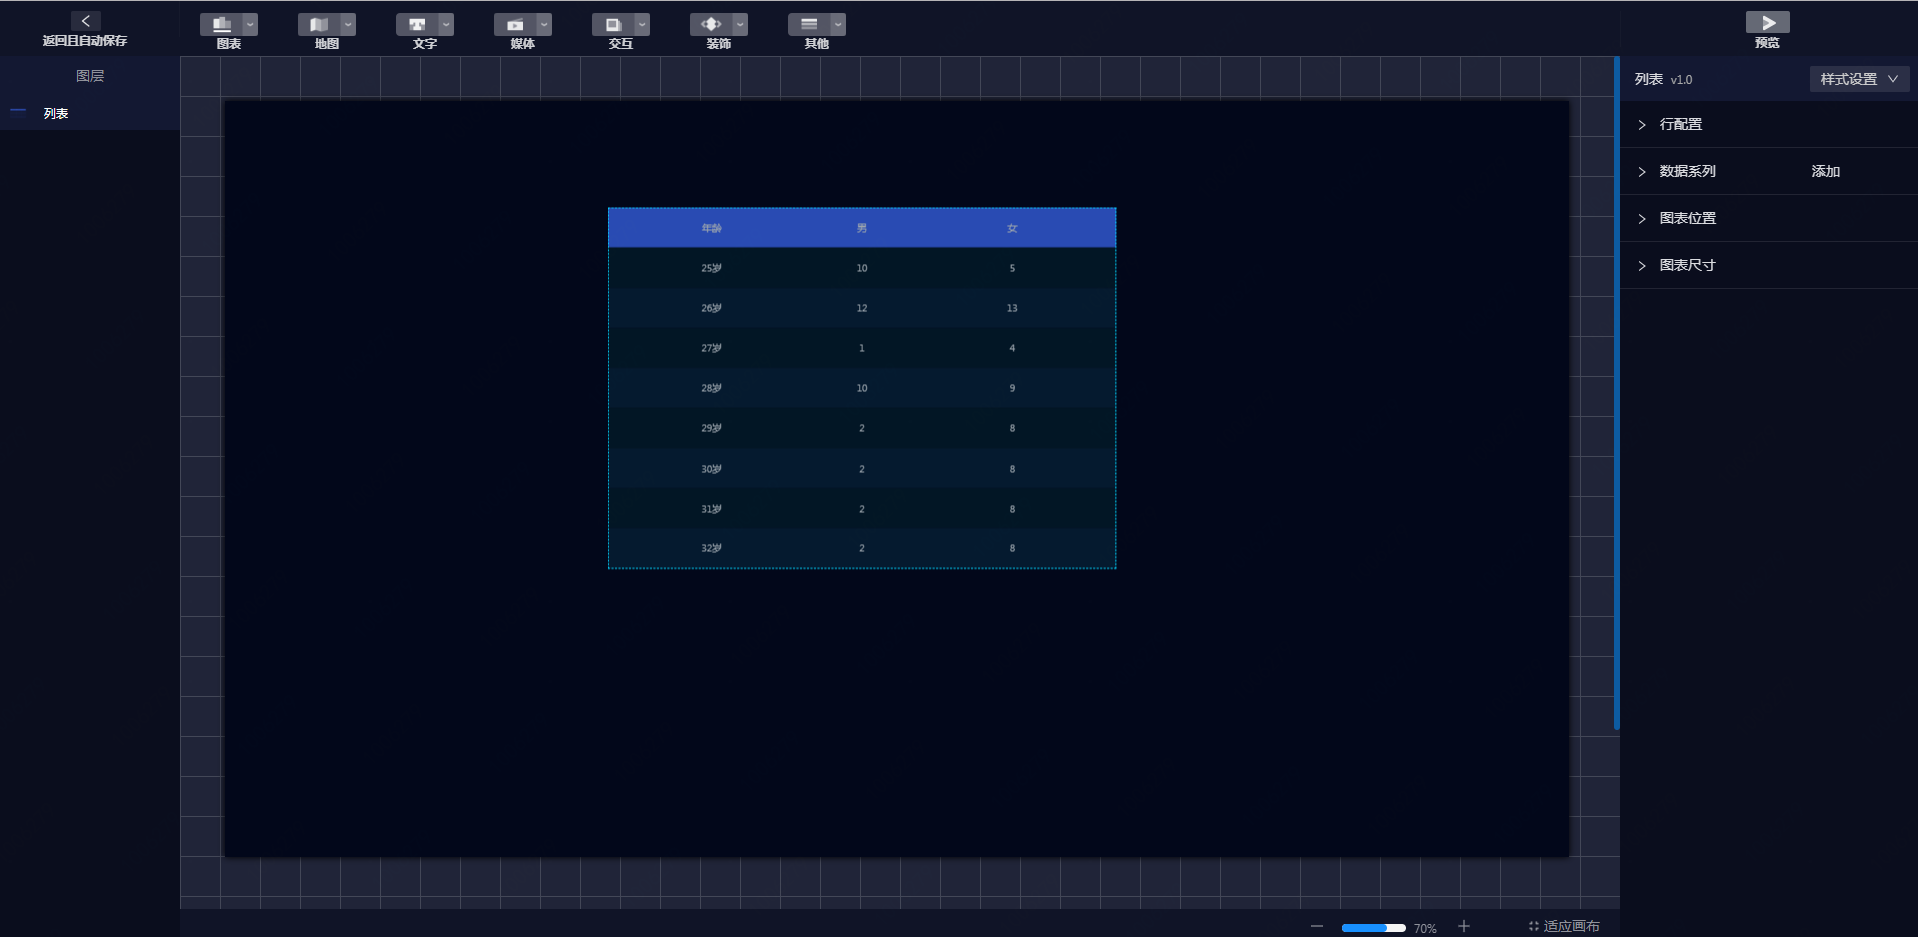 返回且自动保存
图表
地图
文字
媒体
交互
装饰
其他
预览
图层
列表
年龄 男 女
25岁 10 5
26岁 12 13
27岁 1 4
28岁 10 9
29岁 2 8
30岁 2 8
31岁 2 8
32岁 2 8
列表 v1.0 样式设置
行配置
数据系列 添加
图表位置
图表尺寸
70% 适应画布